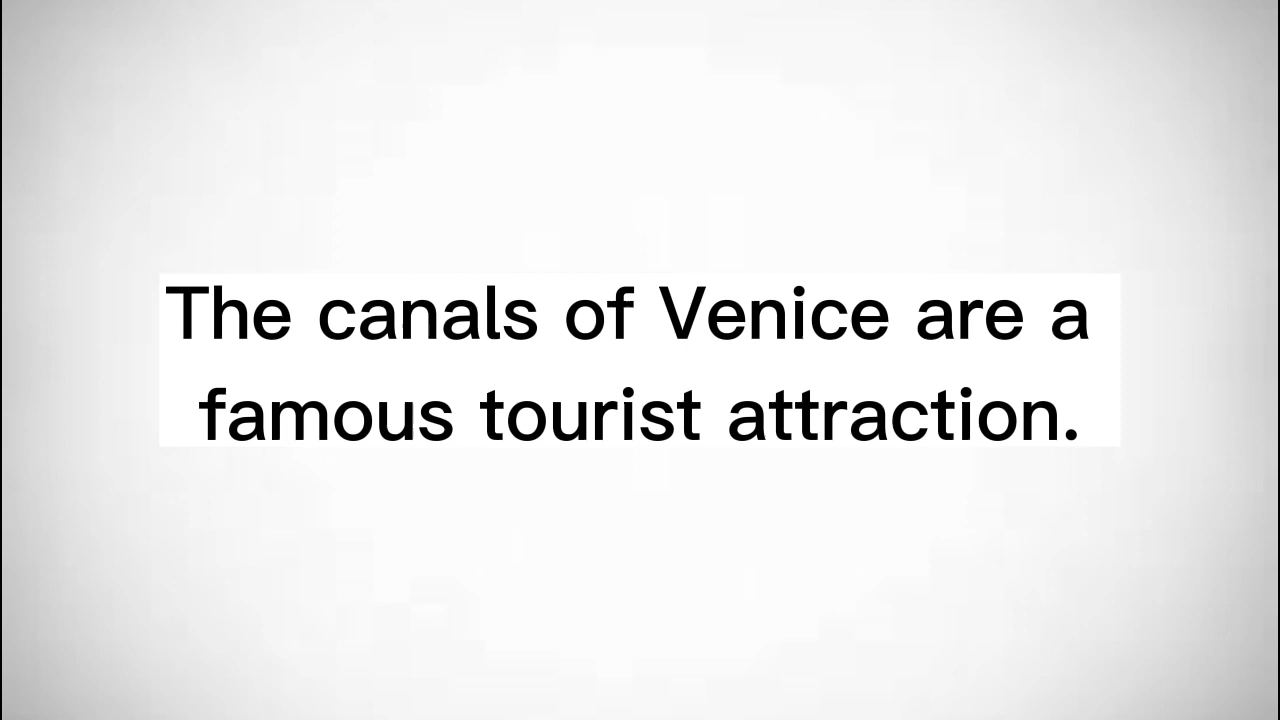 The canals of Venice are a
famous tourist attraction.